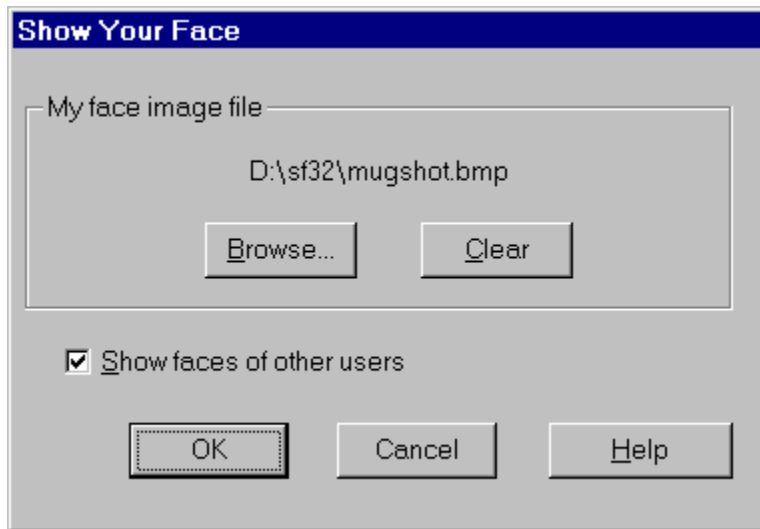 Show Your Face
My face image file
D:\sf32\mugshot.bmp
Browse... Clear
Show faces of other users
OK Cancel Help